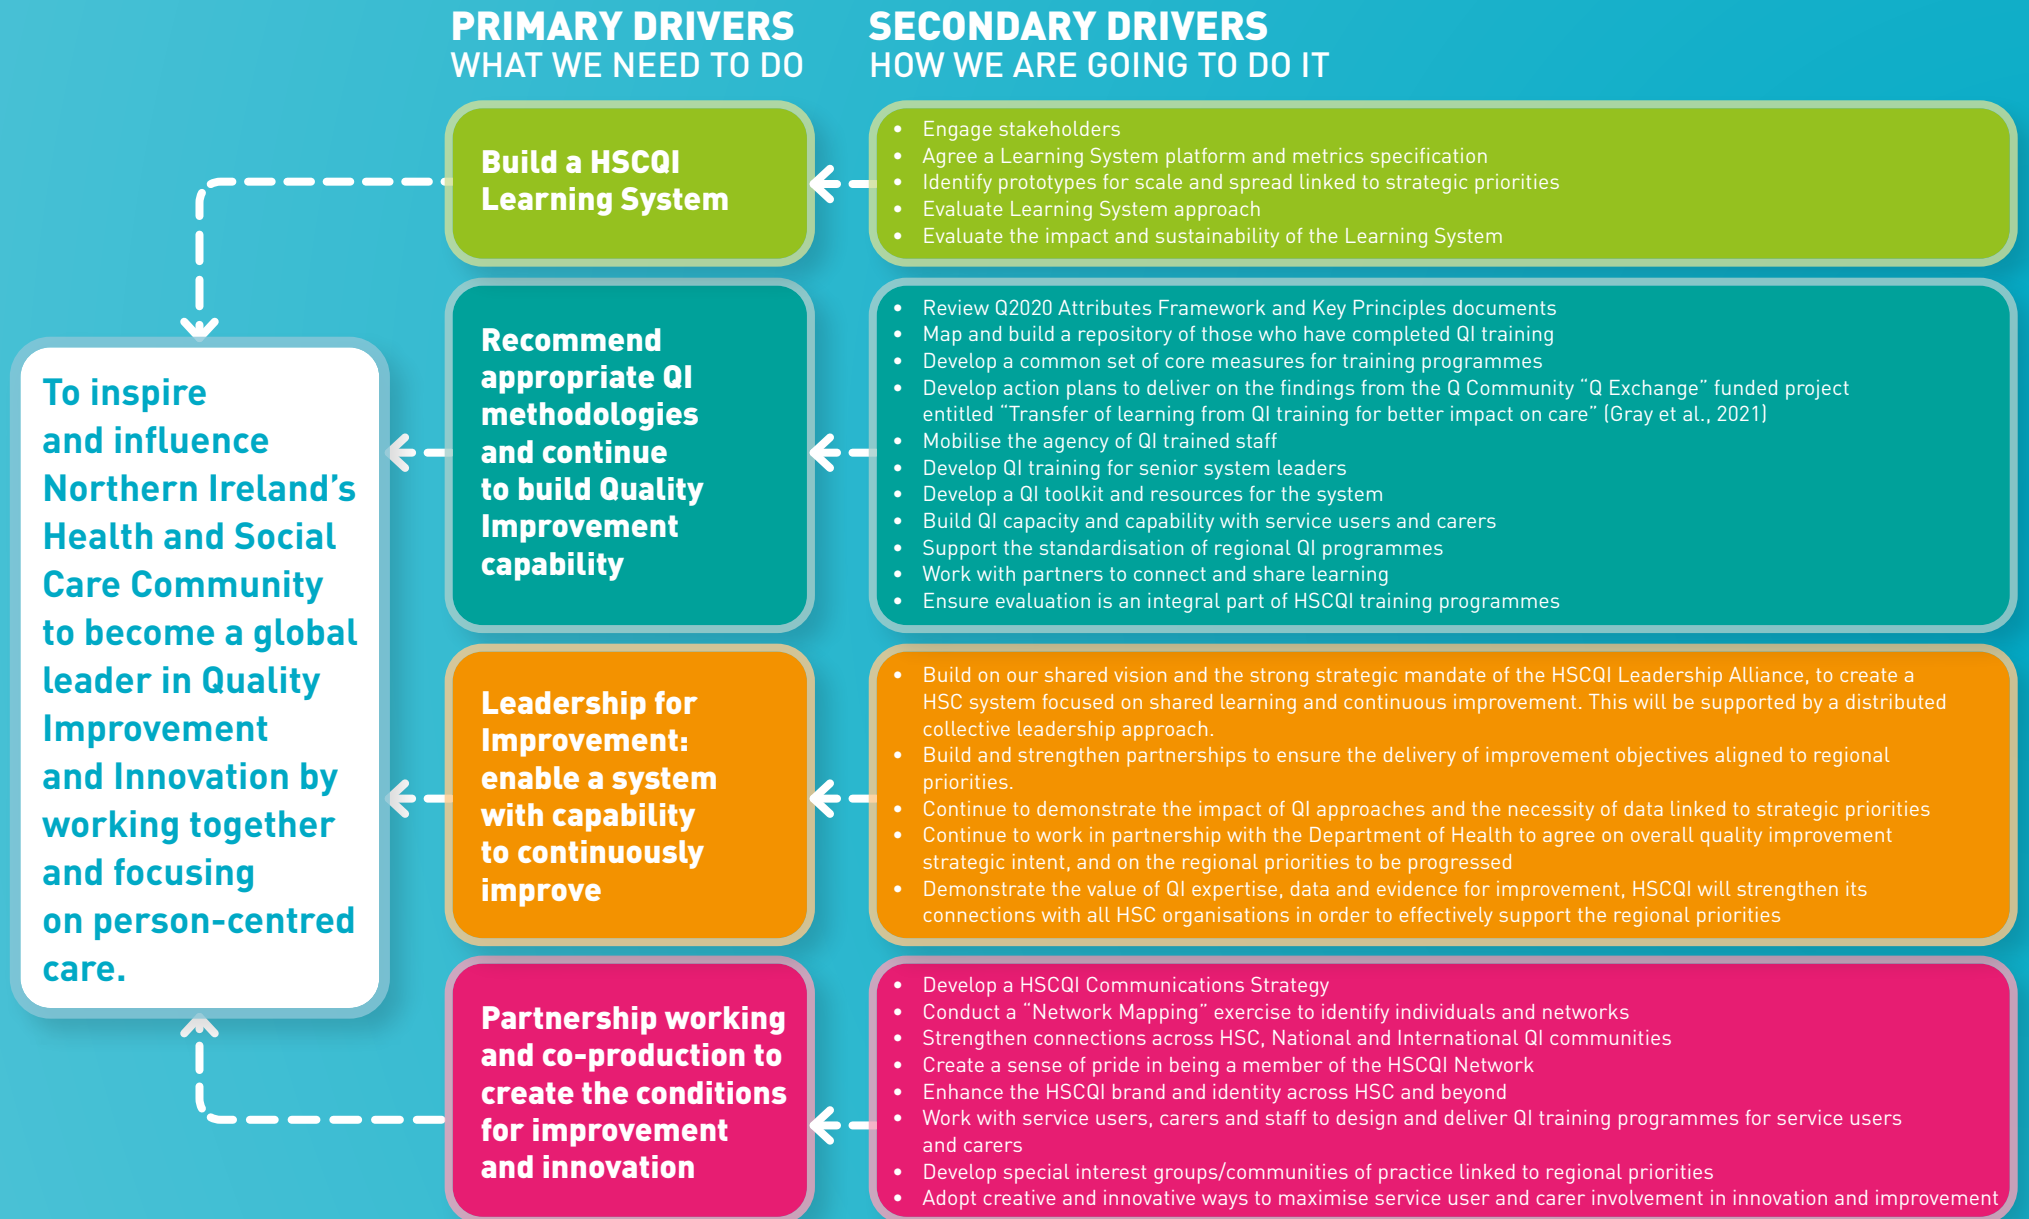 PRIMARY DRIVERS
WHAT WE NEED TO DO
SECONDARY DRIVERS
HOW WE ARE GOING TO DO IT
To inspire
and influence
Northern Ireland's
Health and Social
Care Community
to become a global
leader in Quality
Improvement
and Innovation by
working together
and focusing
on person-centred
care.
Build a HSCQI
Learning System
• Engage stakeholders
• Agree a Learning System platform and metrics specification
• Identify prototypes for scale and spread linked to strategic priorities
• Evaluate Learning System approach
• Evaluate the impact and sustainability of the Learning System
Recommend
appropriate QI
methodologies
and continue
to build Quality
Improvement
capability
• Review Q2020 Attributes Framework and Key Principles documents
• Map and build a repository of those who have completed QI training
• Develop a common set of core measures for training programmes
• Develop action plans to deliver on the findings from the Q Community “Q Exchange” funded project
entitled “Transfer of learning from QI training for better impact on care” (Gray et al., 2021)
• Mobilise the agency of QI trained staff
• Develop QI training for senior system leaders
• Develop a QI toolkit and resources for the system
• Build QI capacity and capability with service users and carers
• Support the standardisation of regional QI programmes
• Work with partners to connect and share learning
• Ensure evaluation is an integral part of HSCQI training programmes
Leadership for
Improvement:
enable a system
with capability
to continuously
improve
• Build on our shared vision and the strong strategic mandate of the HSCQI Leadership Alliance, to create a
HSC system focused on shared learning and continuous improvement. This will be supported by a distributed
collective leadership approach.
• Build and strengthen partnerships to ensure the delivery of improvement objectives aligned to regional
priorities.
• Continue to demonstrate the impact of QI approaches and the necessity of data linked to strategic priorities
• Continue to work in partnership with the Department of Health to agree on overall quality improvement
strategic intent, and on the regional priorities to be progressed
• Demonstrate the value of QI expertise, data and evidence for improvement, HSCQI will strengthen its
connections with all HSC organisations in order to effectively support the regional priorities
Partnership working
and co-production to
create the conditions
for improvement
and innovation
• Develop a HSCQI Communications Strategy
• Conduct a “Network Mapping” exercise to identify individuals and networks
• Strengthen connections across HSC, National and International QI communities
• Create a sense of pride in being a member of the HSCQI Network
• Enhance the HSCQI brand and identity across HSC and beyond
• Work with service users, carers and staff to design and deliver QI training programmes for service users
and carers
• Develop special interest groups/communities of practice linked to regional priorities
• Adopt creative and innovative ways to maximise service user and carer involvement in innovation and improvement